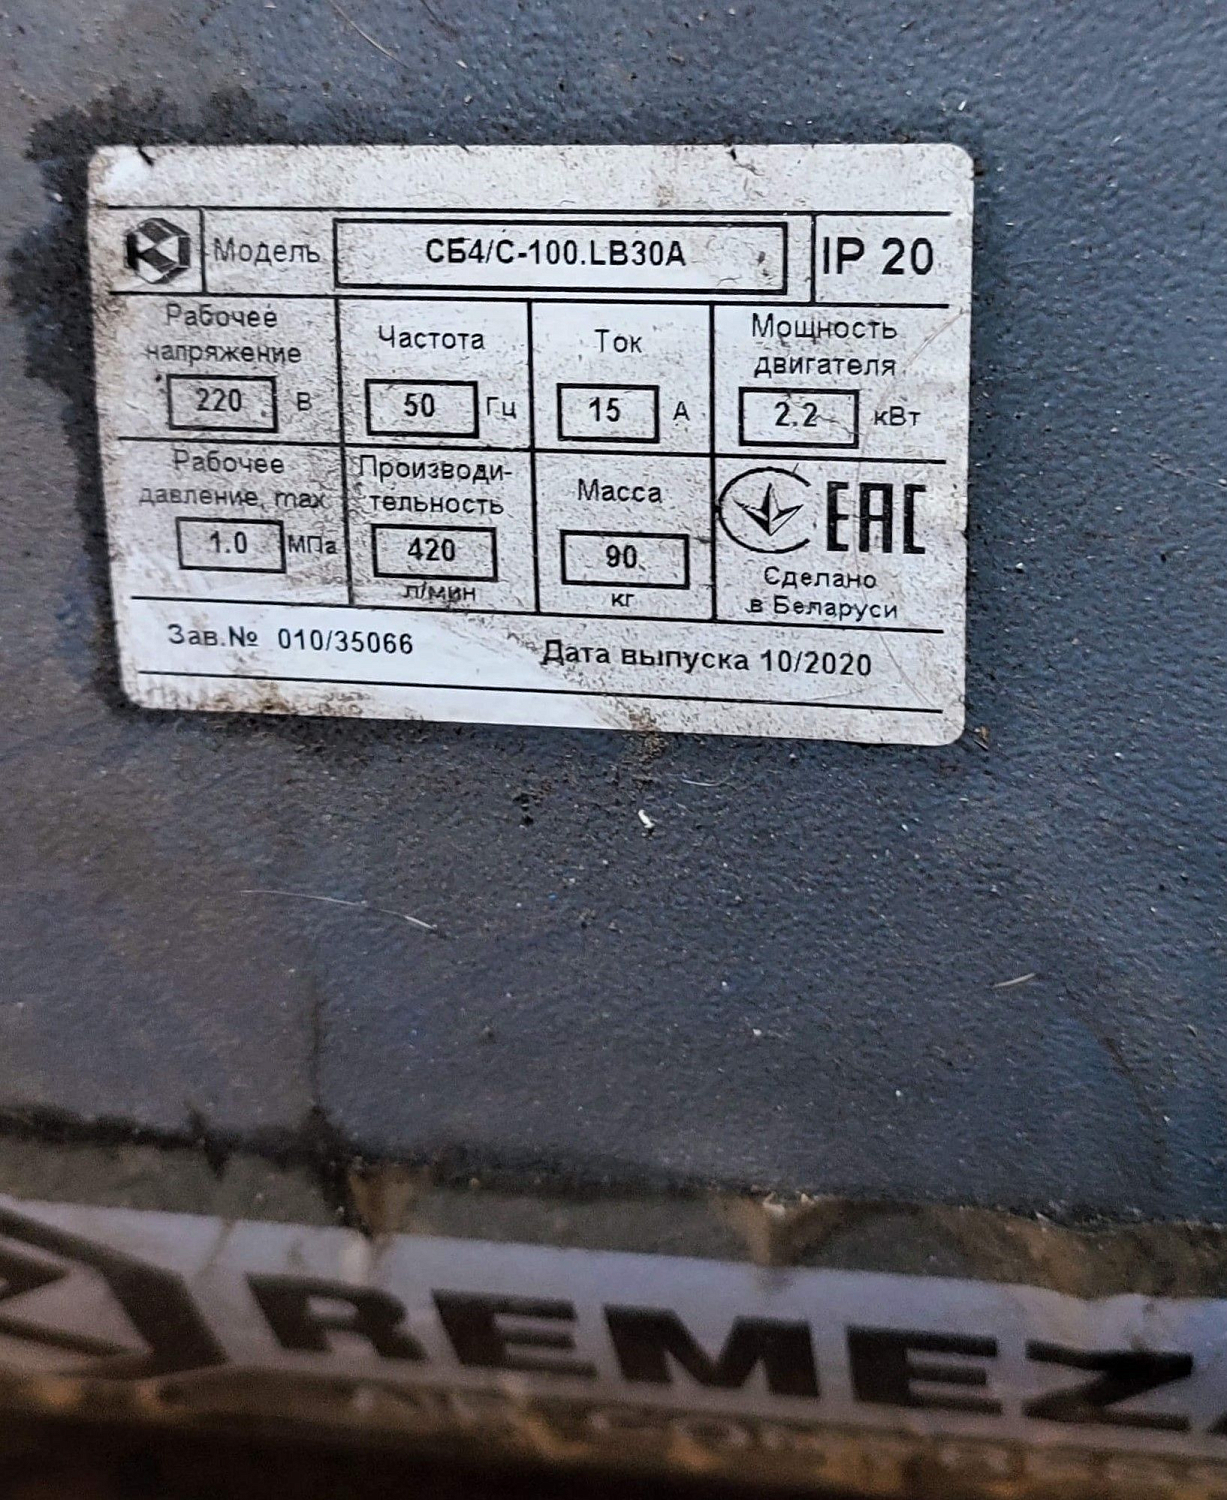 Модель СБ4/С-100.LB30A IP 20
Рабочее напряжение 220 В
Частота 50 Гц
Ток 15 А
Мощность двигателя 2.2 кВт
Рабочее давление, max 1.0 МПа
Производи-
тельность 420 л/мин
Масса 90 кг
ЕАС
Сделано
в Беларуси
Зав.№ 010/35066 Дата выпуска 10/2020
REMEZA